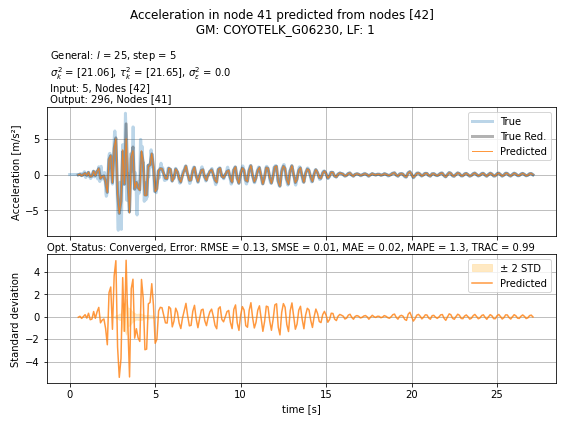 Acceleration in node 41 predicted from nodes [42]
GM: COYOTELK_G06230, LF: 1
General: l = 25, step = 5
σ²ₖ = [21.06], τ²ₖ = [21.65], σ²ε = 0.0
Input: 5, Nodes [42]
Output: 296, Nodes [41]
True
True Red.
Predicted
5
0
−5
Acceleration [m/s²]
Opt. Status: Converged, Error: RMSE = 0.13, SMSE = 0.01, MAE = 0.02, MAPE = 1.3, TRAC = 0.99
± 2 STD
Predicted
4
2
0
−2
−4
Standard deviation
0 5 10 15 20 25
time [s]